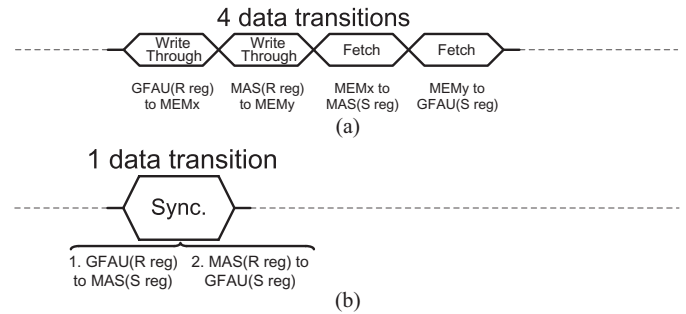 4 data transitions
Write Through
Write Through
Fetch
Fetch
GFAU(R reg) to MEMx
MAS(R reg) to MEMy
MEMx to MAS(S reg)
MEMy to GFAU(S reg)
(a)
1 data transition
Sync.
1. GFAU(R reg) to MAS(S reg)
2. MAS(R reg) to GFAU(S reg)
(b)